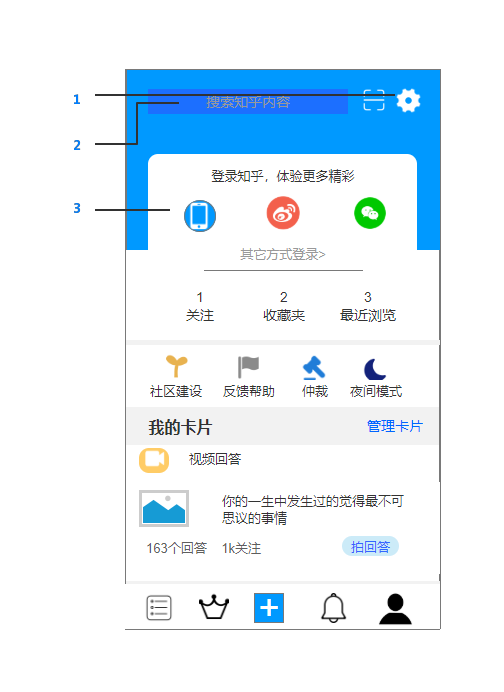 1
搜索知乎内容
2
登录知乎，体验更多精彩
3
其它方式登录>
1 2 3
关注 收藏夹 最近浏览
社区建设 反馈帮助 仲裁 夜间模式
我的卡片 管理卡片
视频回答
你的一生中发生过的觉得最不可
思议的事情
163个回答 1k关注 拍回答